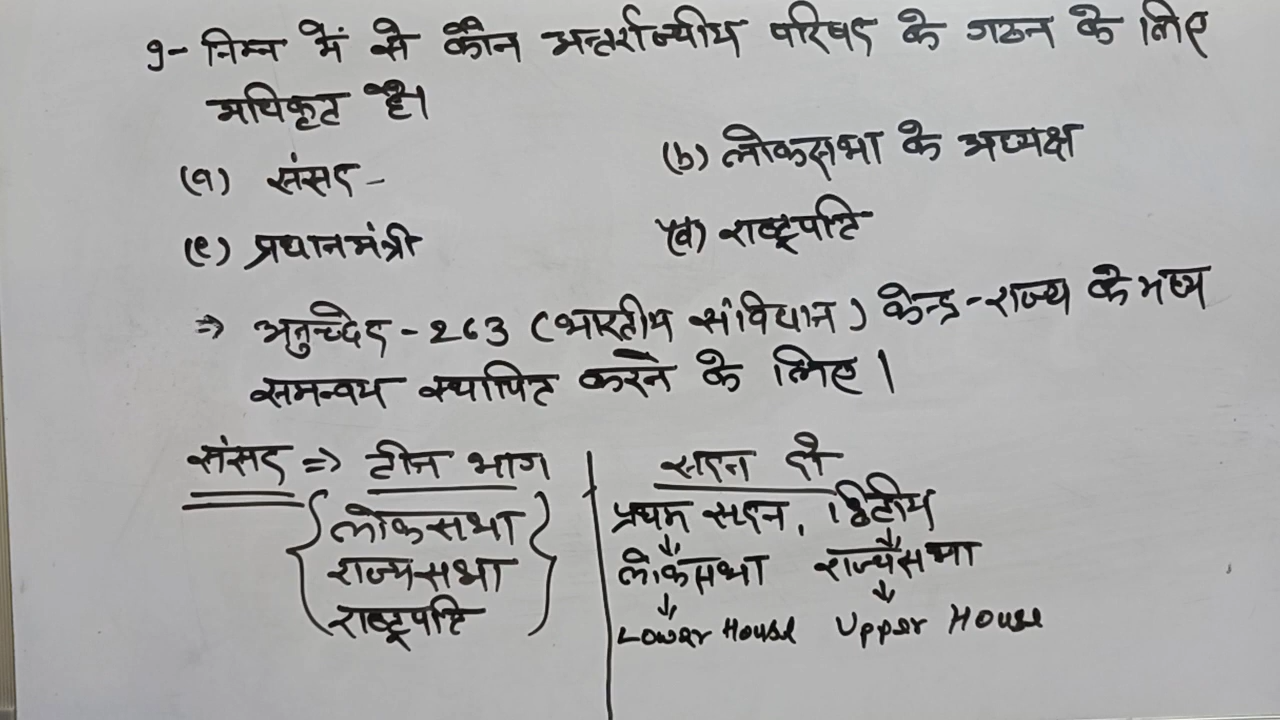 9- निम्न में से कौन अन्तर्राज्यीय परिषद के गठन के लिए
अधिकृत है।
(a) संसद -
(b) लोकसभा के अध्यक्ष
(c) प्रधानमंत्री
(d) राष्ट्रपति
⇒ अनुच्छेद - 263 (भारतीय संविधान) केन्द्र-राज्य के मध्य
समन्वय स्थापित करने के लिए।
संसद ⇒ तीन भाग
{ लोकसभा }
राज्यसभा
राष्ट्रपति
सदन दो
प्रथम सदन, द्वितीय
↓ ↓
लोकसभा राज्यसभा
↓ ↓
Lower House Upper House